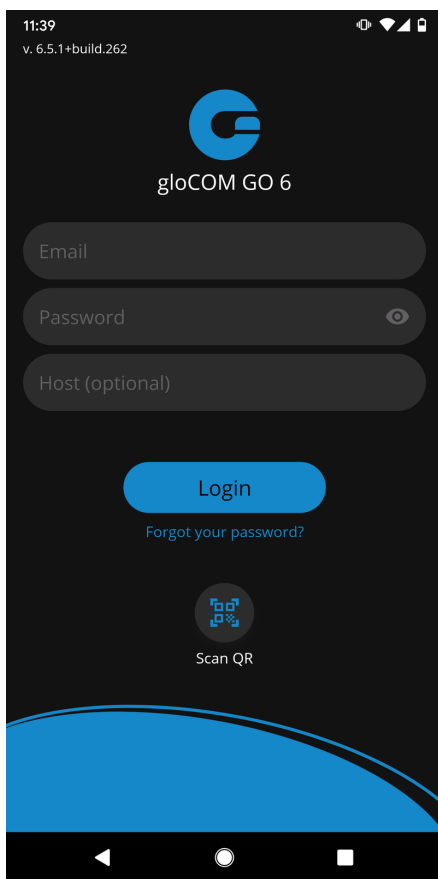 11:39
v. 6.5.1+build.262
gloCOM GO 6
Email
Password
Host (optional)
Login
Forgot your password?
Scan QR